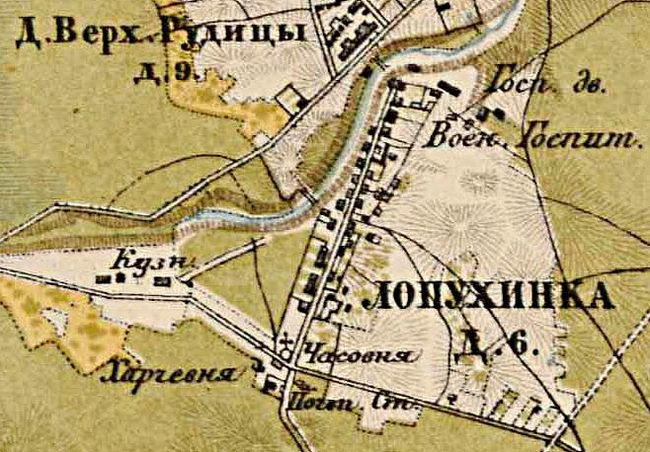 Д. Верх. Рудицы
д. 9.
Госп. дв.
Воен. Госпит.
Кузн.
ЛОПУХИНКА
Д. 6.
Часовня
Харчевня
Почт. Ст.